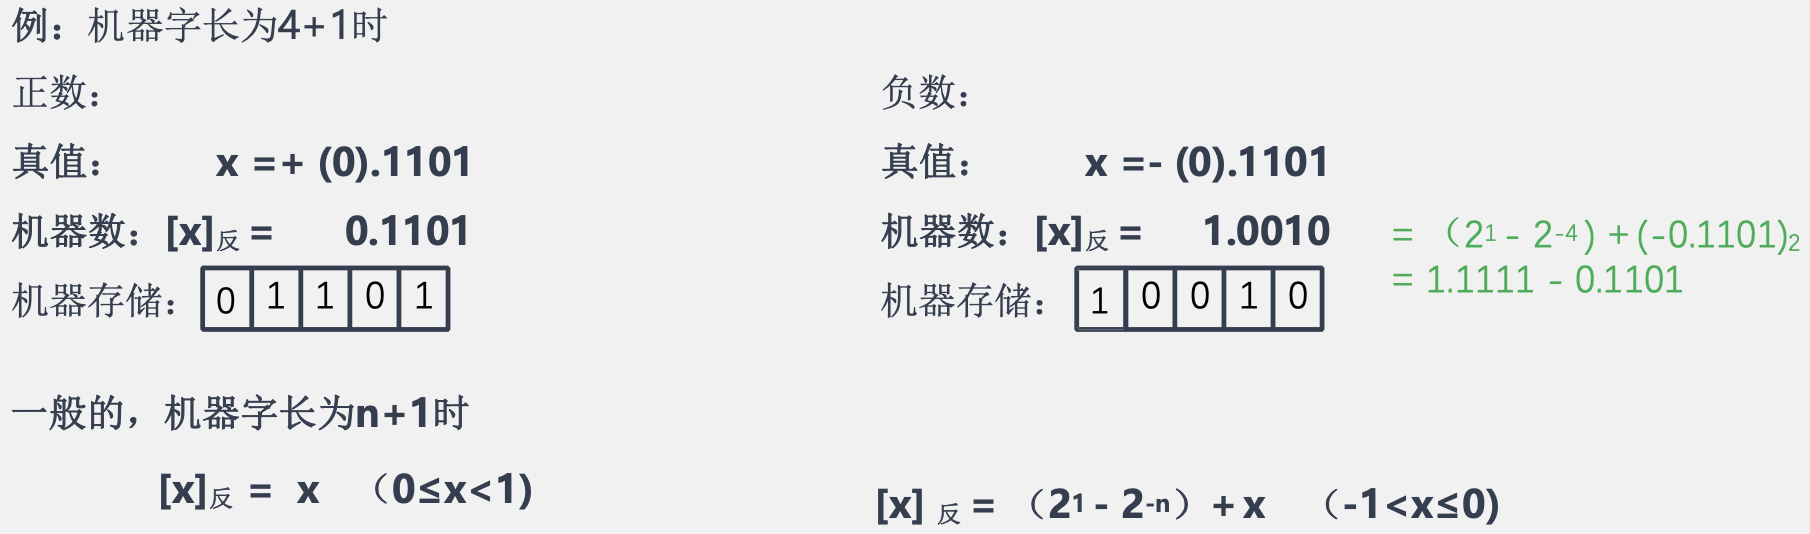 例：机器字长为4+1时
正数：
真值： x =+ (0).1101
机器数：[x]反 = 0.1101
机器存储： 0 1 1 0 1
负数：
真值： x =- (0).1101
机器数：[x]反 = 1.0010
机器存储： 1 0 0 1 0
= （2¹ - 2⁻⁴) + (-0.1101)₂
= 1.1111 - 0.1101
一般的，机器字长为n+1时
[x]反 = x （0≤x<1)
[x] 反 = （2¹ - 2⁻ⁿ）+ x （-1<x≤0)